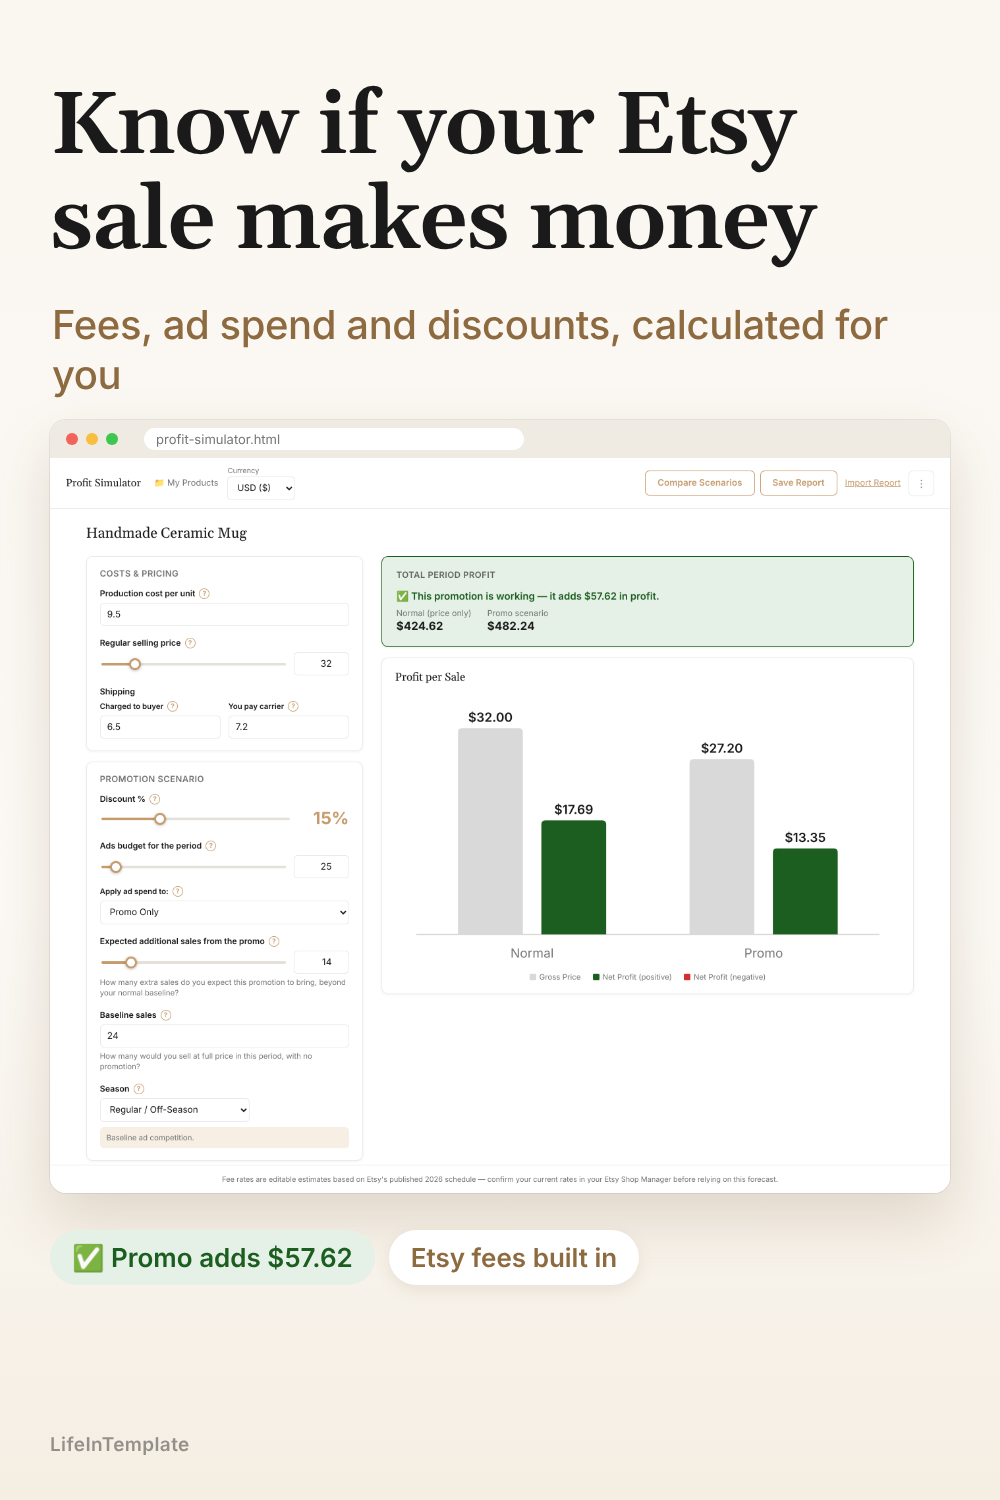 Know if your Etsy
sale makes money
Fees, ad spend and discounts, calculated for
you
profit-simulator.html
Profit Simulator
📁 My Products
Currency
USD ($)
Compare Scenarios
Save Report
Import Report
⋮
Handmade Ceramic Mug
COSTS & PRICING
Production cost per unit ?
9.5
Regular selling price ?
32
Shipping
Charged to buyer ?
You pay carrier ?
6.5
7.2
PROMOTION SCENARIO
Discount % ?
15%
Ads budget for the period ?
25
Apply ad spend to: ?
Promo Only
Expected additional sales from the promo ?
14
How many extra sales do you expect this promotion to bring, beyond
your normal baseline?
Baseline sales ?
24
How many would you sell at full price in this period, with no
promotion?
Season ?
Regular / Off-Season
Baseline ad competition.
TOTAL PERIOD PROFIT
✅ This promotion is working — it adds $57.62 in profit.
Normal (price only)
Promo scenario
$424.62
$482.24
Profit per Sale
$32.00
$17.69
$27.20
$13.35
Normal
Promo
Gross Price
Net Profit (positive)
Net Profit (negative)
Fee rates are editable estimates based on Etsy's published 2026 schedule — confirm your current rates in your Etsy Shop Manager before relying on this forecast.
✅ Promo adds $57.62
Etsy fees built in
LifeInTemplate